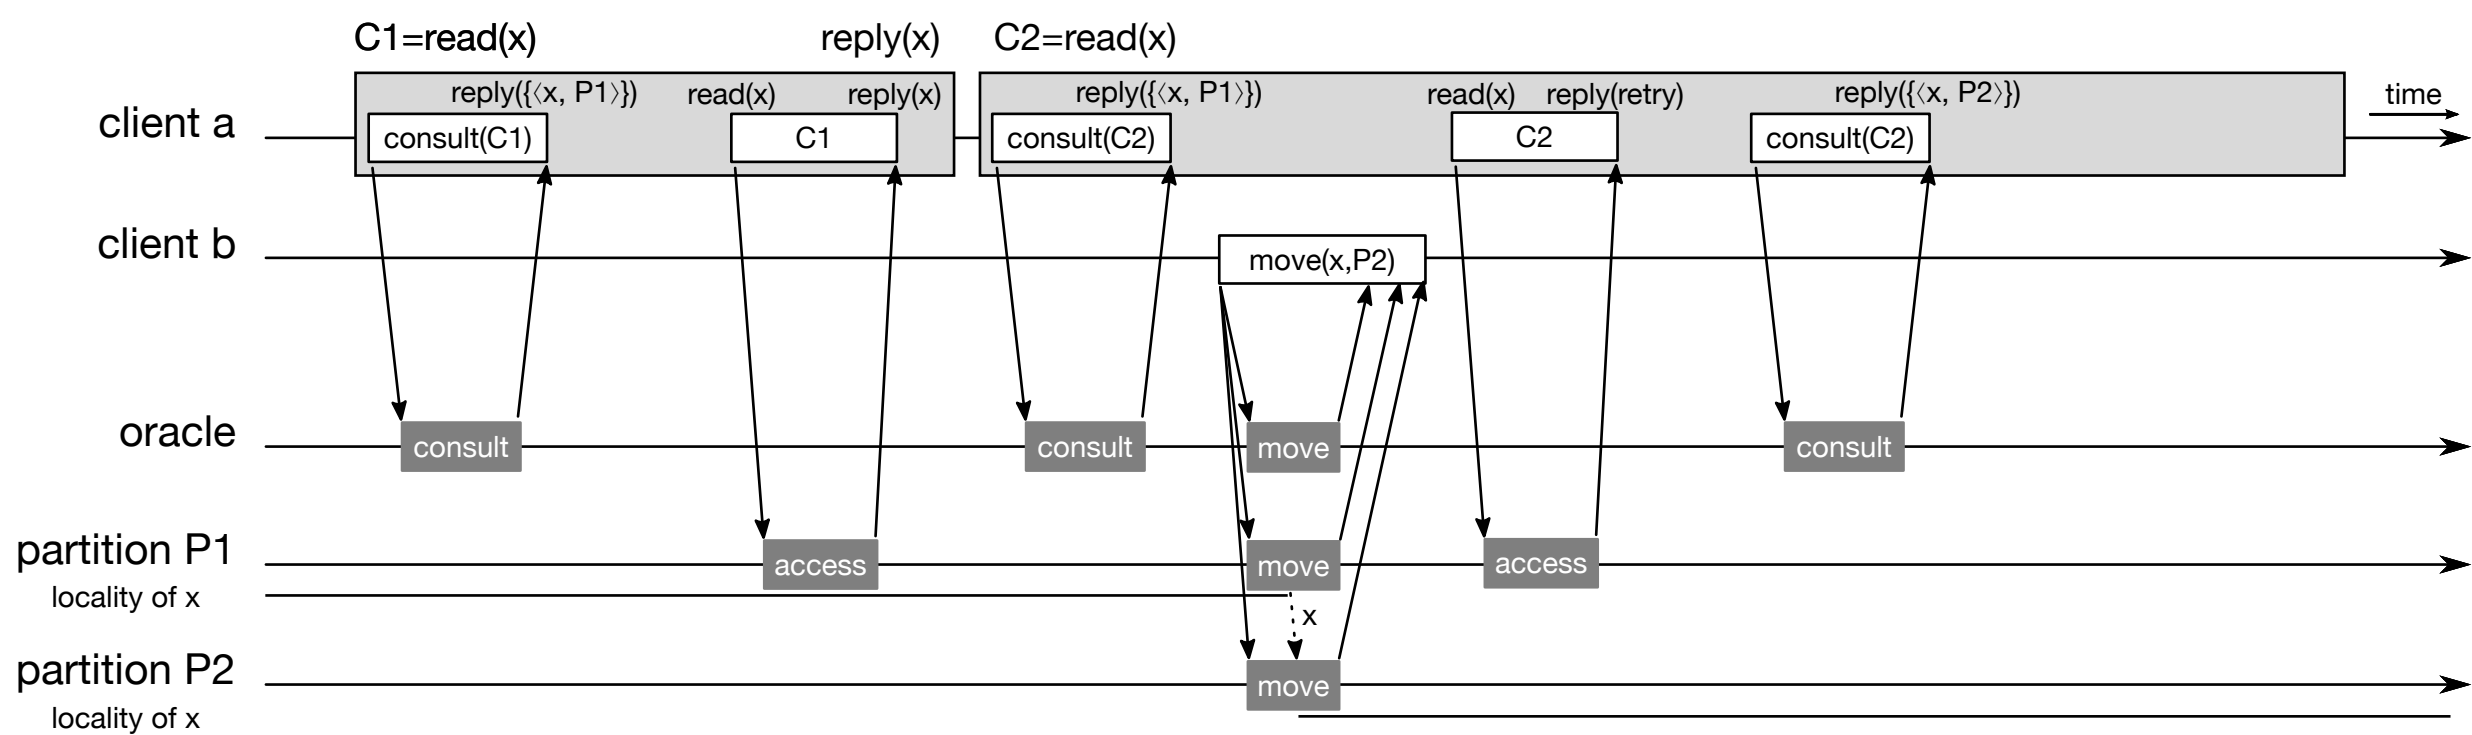 C1=read(x) reply(x) C2=read(x)
reply({⟨x, P1⟩}) read(x) reply(x) reply({⟨x, P1⟩}) read(x) reply(retry) reply({⟨x, P2⟩}) time
client a consult(C1) C1 consult(C2) C2 consult(C2)
client b move(x,P2)
oracle consult consult move consult
partition P1 access move access
locality of x x
partition P2 move
locality of x